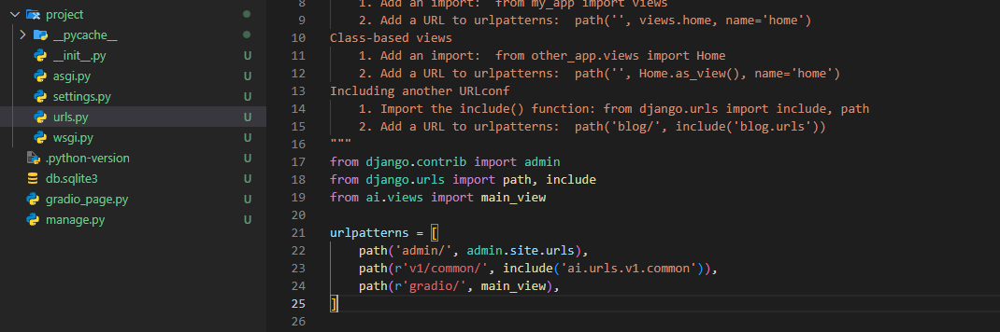 project
__pycache__
__init__.py U
asgi.py U
settings.py U
urls.py U
wsgi.py U
.python-version U
db.sqlite3 U
gradio_page.py U
manage.py U
8     1. Add an import:  from my_app import views
9     2. Add a URL to urlpatterns:  path('', views.home, name='home')
10 Class-based views
11     1. Add an import:  from other_app.views import Home
12     2. Add a URL to urlpatterns:  path('', Home.as_view(), name='home')
13 Including another URLconf
14     1. Import the include() function: from django.urls import include, path
15     2. Add a URL to urlpatterns:  path('blog/', include('blog.urls'))
16 """
17 from django.contrib import admin
18 from django.urls import path, include
19 from ai.views import main_view
20
21 urlpatterns = [
22     path('admin/', admin.site.urls),
23     path(r'v1/common/', include('ai.urls.v1.common')),
24     path(r'gradio/', main_view),
25 ]
26